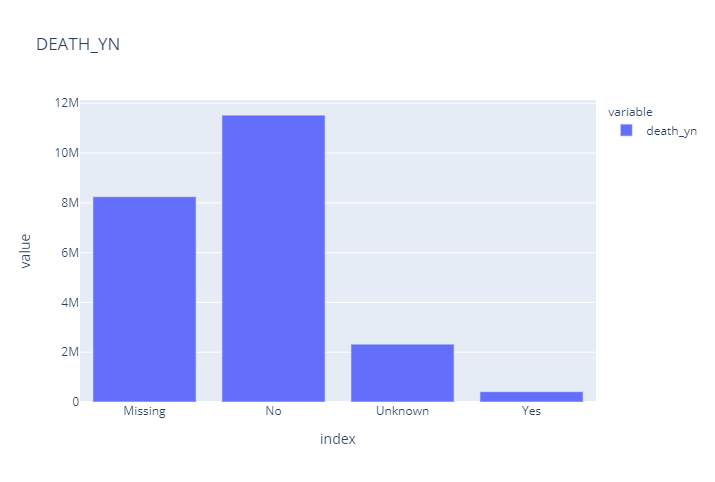 DEATH_YN
12M
10M
8M
6M
4M
2M
0
value
Missing
No
Unknown
Yes
index
variable
death_yn